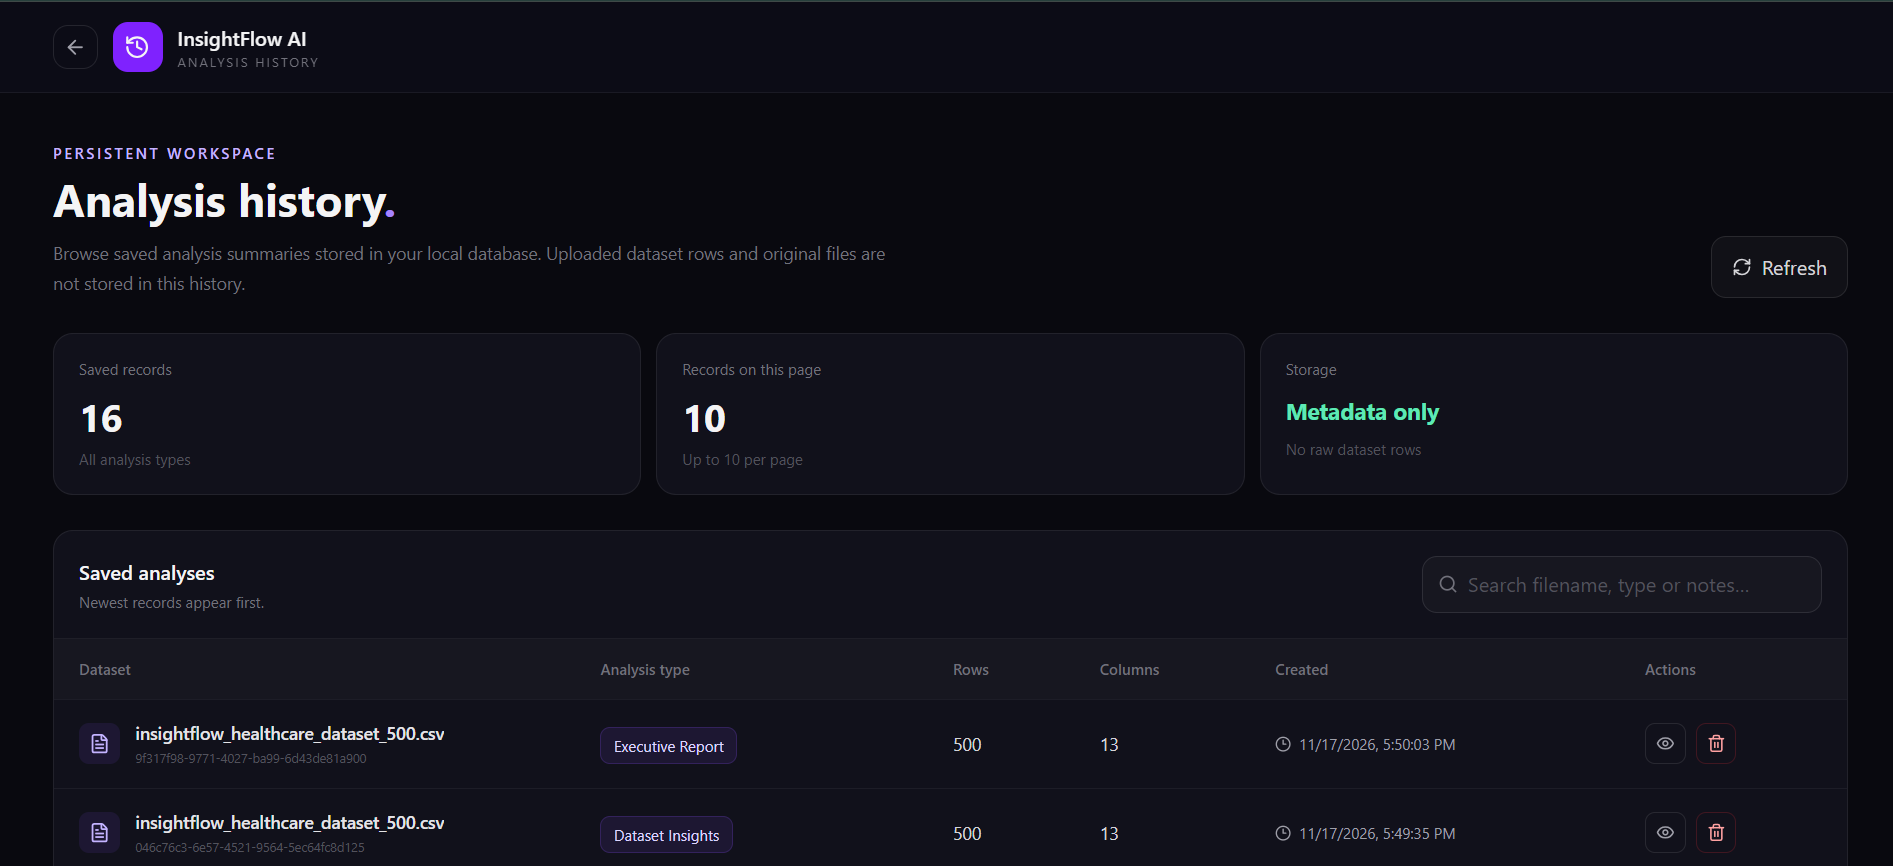 InsightFlow AI
ANALYSIS HISTORY
PERSISTENT WORKSPACE
Analysis history.
Browse saved analysis summaries stored in your local database. Uploaded dataset rows and original files are
not stored in this history.
Refresh
Saved records
16
All analysis types
Records on this page
10
Up to 10 per page
Storage
Metadata only
No raw dataset rows
Saved analyses
Newest records appear first.
Search filename, type or notes...
Dataset Analysis type Rows Columns Created Actions
insightflow_healthcare_dataset_500.csv
9f317f98-9771-4027-ba99-6d43de81a900
Executive Report 500 13 11/17/2026, 5:50:03 PM
insightflow_healthcare_dataset_500.csv
046c76c3-6e57-4521-9564-5ec64fc8d125
Dataset Insights 500 13 11/17/2026, 5:49:35 PM